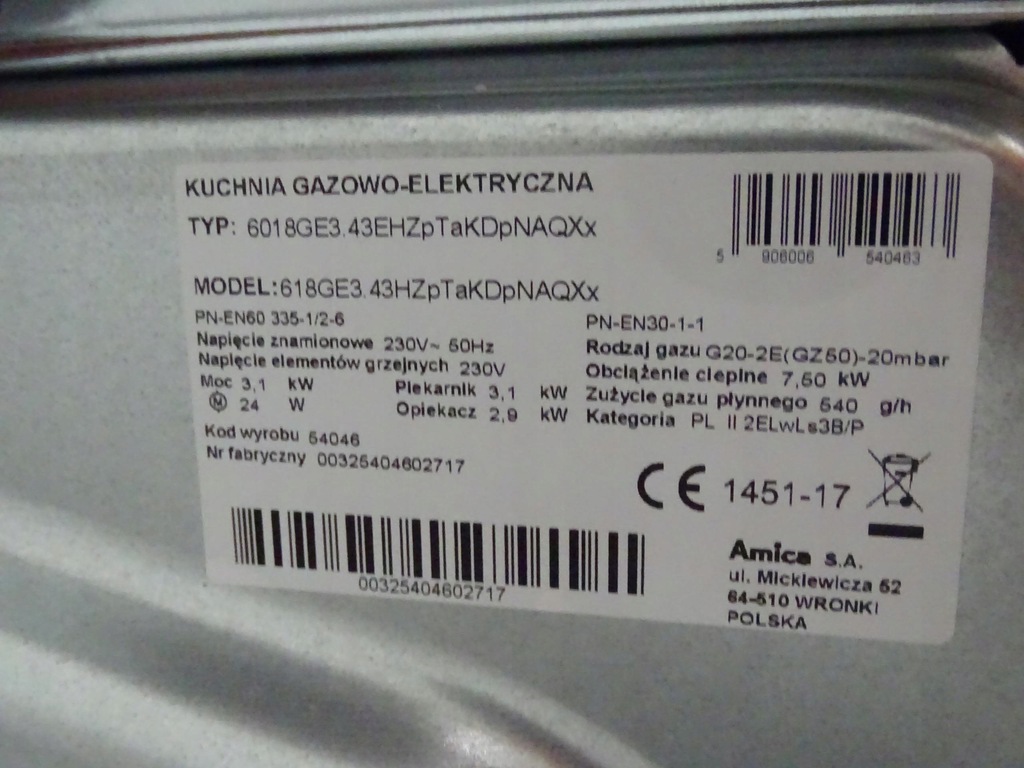 KUCHNIA GAZOWO-ELEKTRYCZNA
TYP: 6018GE3.43EHZpTaKDpNAQXx
5 906006 540463
MODEL:618GE3.43HZpTaKDpNAQXx
PN-EN60 335-1/2-6
Napięcie znamionowe 230V~ 50Hz
Napięcie elementów grzejnych 230V
Moc 3,1 kW Piekarnik 3,1 kW
M 24 W Opiekacz 2,9 kW
Kod wyrobu 54046
Nr fabryczny 00325404602717
PN-EN30-1-1
Rodzaj gazu G20-2E(GZ50)-20mbar
Obciążenie cieplne 7,50 kW
Zużycie gazu płynnego 540 g/h
Kategoria PL II 2ELwLs3B/P
CE 1451-17
00325404602717
Amica S.A.
ul. Mickiewicza 52
64-510 WRONKI
POLSKA